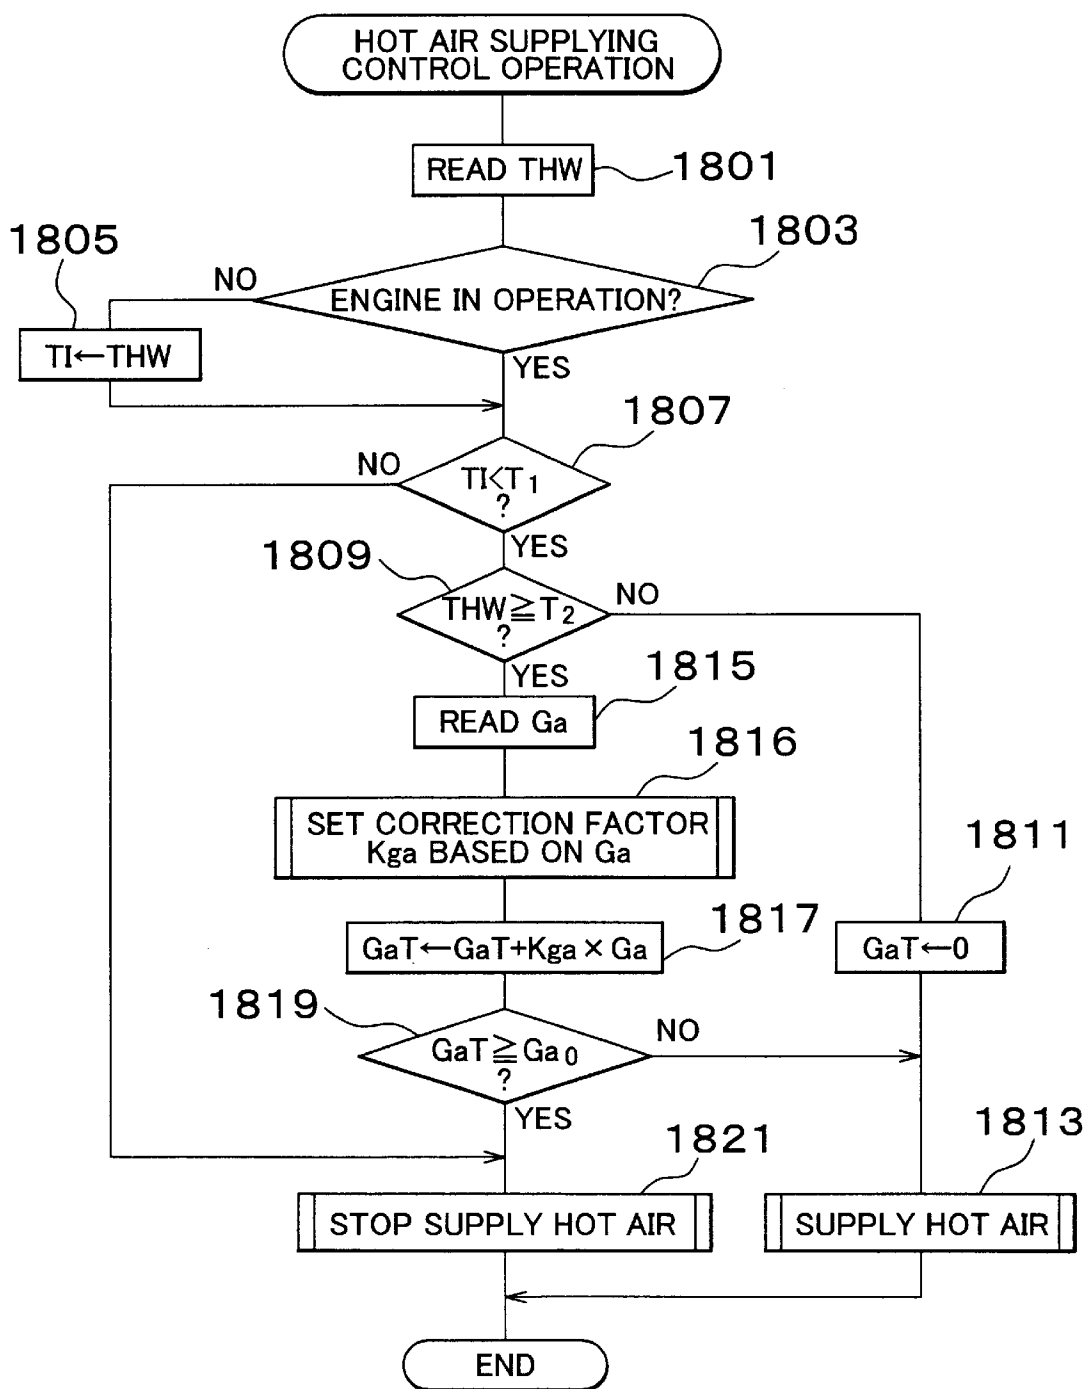 HOT AIR SUPPLYING
CONTROL OPERATION
READ THW
1801
1803
1805
NO
ENGINE IN OPERATION?
TI←THW
YES
1807
NO
TI<T1
?
YES
1809
THW≧T2
?
NO
YES
1815
READ Ga
1816
SET CORRECTION FACTOR
Kga BASED ON Ga
1811
1817
GaT←GaT+Kga×Ga
GaT←0
1819
GaT≧Ga0
?
NO
YES
1821
1813
STOP SUPPLY HOT AIR
SUPPLY HOT AIR
END